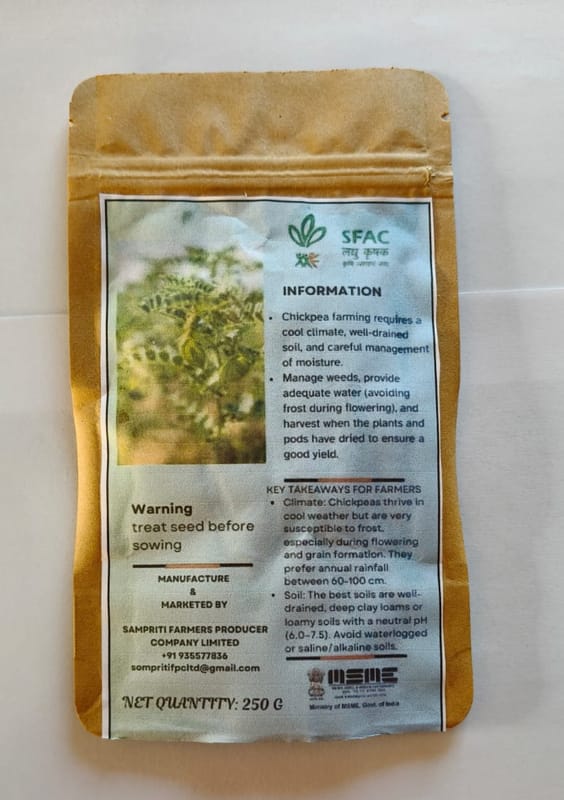 SFAC
लघु कृषक
INFORMATION
• Chickpea farming requires a
cool climate, well-drained
soil, and careful management
of moisture.
• Manage weeds, provide
adequate water (avoiding
frost during flowering), and
harvest when the plants and
pods have dried to ensure a
good yield.
KEY TAKEAWAYS FOR FARMERS
• Climate: Chickpeas thrive in
cool weather but are very
susceptible to frost,
especially during flowering
and grain formation. They
prefer annual rainfall
between 60-100 cm.
• Soil: The best soils are well-
drained, deep clay loams or
loamy soils with a neutral pH
(6.0-7.5). Avoid waterlogged
or saline/alkaline soils.
Warning
treat seed before
sowing
MANUFACTURE
&
MARKETED BY
SAMPRITI FARMERS PRODUCER
COMPANY LIMITED
+91 935577836
sompritifpcltd@gmail.com
NET QUANTITY: 250 G
MSME
Ministry of MSME, Govt. of India